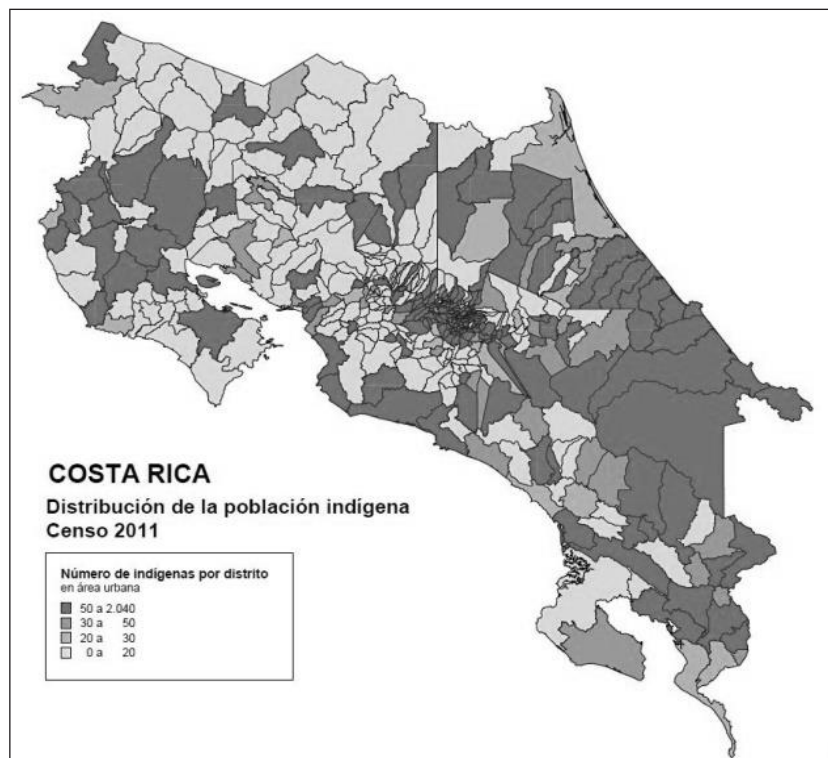 COSTA RICA
Distribución de la población indígena
Censo 2011
Número de indígenas por distrito
en área urbana
50 a 2.040
30 a 50
20 a 30
0 a 20